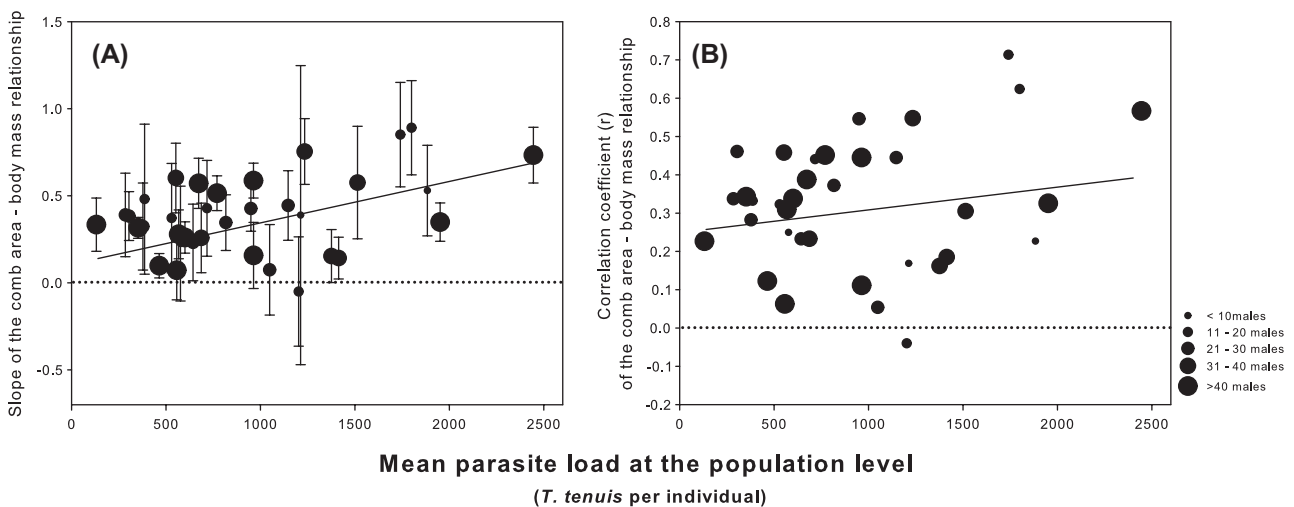 Slope of the comb area - body mass relationship
(A)
1.5
1.0
0.5
0.0
-0.5
0
500
1000
1500
2000
2500
Correlation coefficient (r)
of the comb area - body mass relationship
(B)
0.8
0.7
0.6
0.5
0.4
0.3
0.2
0.1
0.0
-0.1
-0.2
0
500
1000
1500
2000
2500
< 10males
11 - 20 males
21 - 30 males
31 - 40 males
>40 males
Mean parasite load at the population level
(T. tenuis per individual)